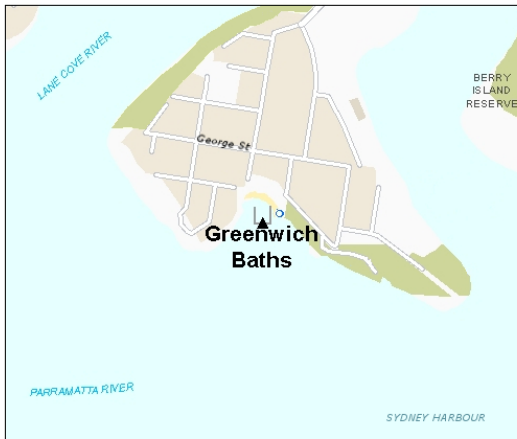 LANE COVE RIVER
BERRY
ISLAND
RESERVE
George St
Greenwich
Baths
PARRAMATTA RIVER
SYDNEY HARBOUR